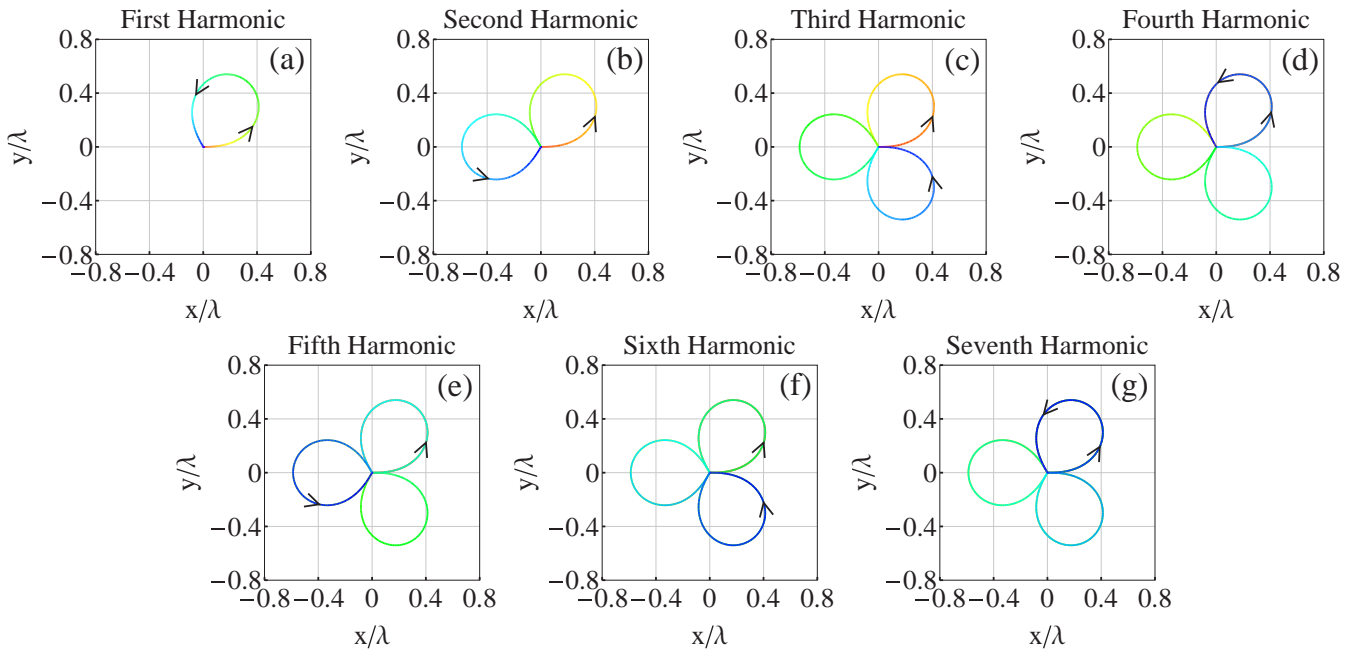 First Harmonic Second Harmonic Third Harmonic Fourth Harmonic
0.8 (a) 0.8 (b) 0.8 (c) 0.8 (d)
0.4 0.4 0.4 0.4
y/λ 0 y/λ 0 y/λ 0 y/λ 0
−0.4 −0.4 −0.4 −0.4
−0.8 −0.8 −0.8 −0.8
−0.8 −0.4 0 0.4 0.8 −0.8 −0.4 0 0.4 0.8 −0.8 −0.4 0 0.4 0.8 −0.8 −0.4 0 0.4 0.8
x/λ x/λ x/λ x/λ
Fifth Harmonic Sixth Harmonic Seventh Harmonic
0.8 (e) 0.8 (f) 0.8 (g)
0.4 0.4 0.4
y/λ 0 y/λ 0 y/λ 0
−0.4 −0.4 −0.4
−0.8 −0.8 −0.8
−0.8 −0.4 0 0.4 0.8 −0.8 −0.4 0 0.4 0.8 −0.8 −0.4 0 0.4 0.8
x/λ x/λ x/λ